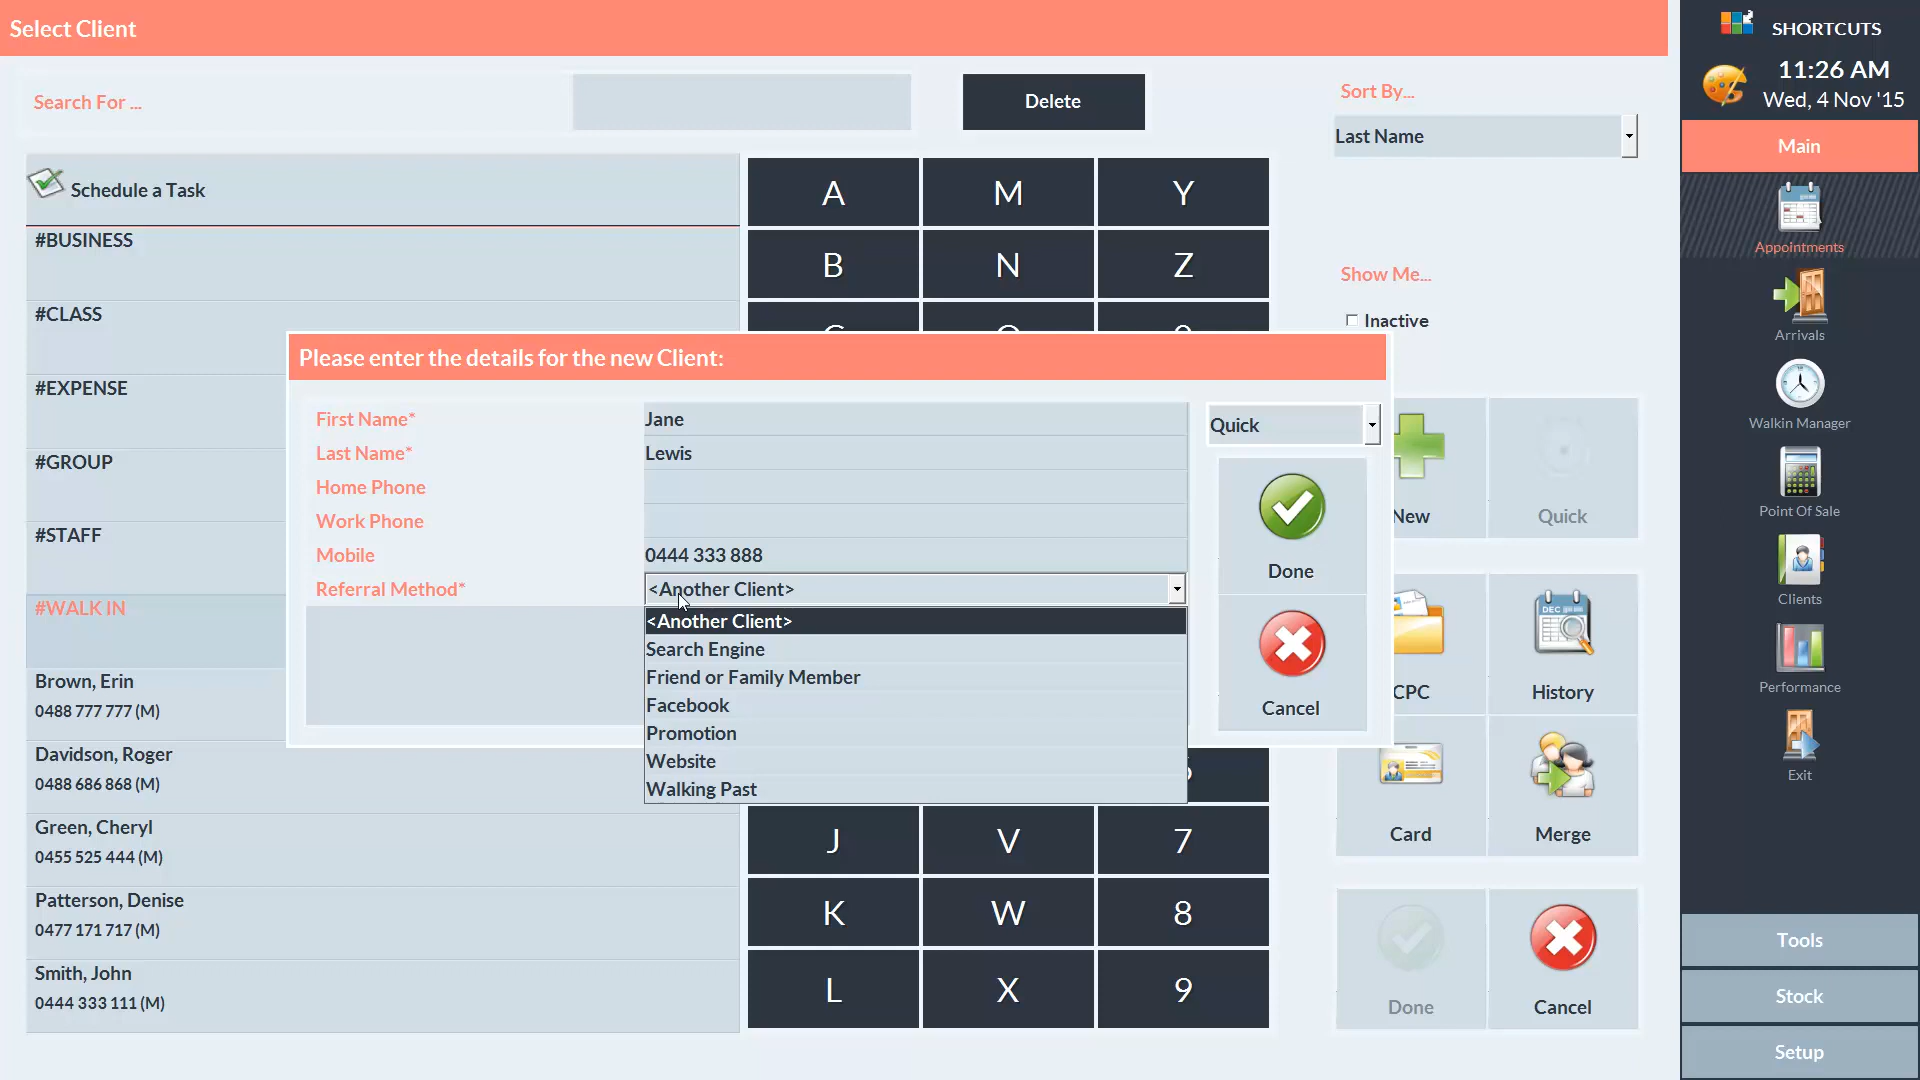 Select Client
Search For ...
Delete
Sort By...
Last Name
Schedule a Task
#BUSINESS
#CLASS
#EXPENSE
#GROUP
#STAFF
#WALK IN
Brown, Erin
0488 777 777 (M)
Davidson, Roger
0488 686 868 (M)
Green, Cheryl
0455 525 444 (M)
Patterson, Denise
0477 171 717 (M)
Smith, John
0444 333 111 (M)
A M Y
B N Z
J V 7
K W 8
L X 9
Show Me...
Inactive
Please enter the details for the new Client:
First Name* Jane
Last Name* Lewis
Home Phone
Work Phone
Mobile 0444 333 888
Referral Method* <Another Client>
<Another Client>
Search Engine
Friend or Family Member
Facebook
Promotion
Website
Walking Past
Quick
Done
Cancel
New
Quick
CPC
History
Card
Merge
Done
Cancel
SHORTCUTS
11:26 AM
Wed, 4 Nov '15
Main
Appointments
Arrivals
Walkin Manager
Point Of Sale
Clients
Performance
Exit
Tools
Stock
Setup